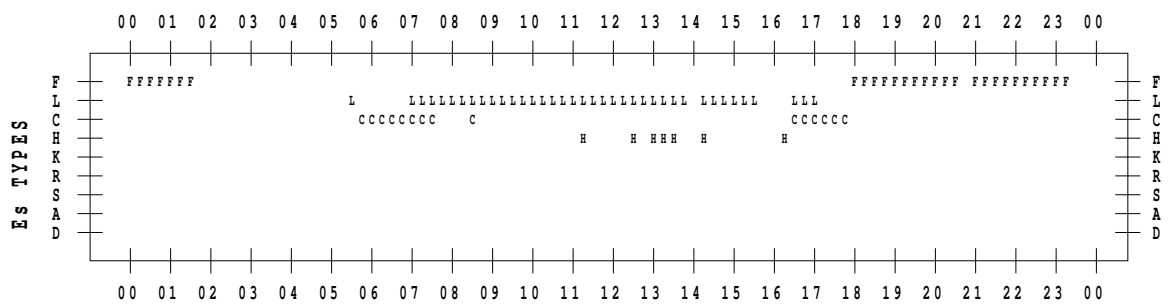 00 01 02 03 04 05 06 07 08 09 10 11 12 13 14 15 16 17 18 19 20 21 22 23 00
F FFFFFFF FFFFFFFFFFF FFFFFFFFFF F
L L LLLLLLLLLLLLLLLLLLLLLLLLLLLL LLLLLL LLL L
C CCCCCCCC C CCCCCC C
H H H HHH H H H
K K
R R
S S
A A
D D
Es TYPES
00 01 02 03 04 05 06 07 08 09 10 11 12 13 14 15 16 17 18 19 20 21 22 23 00